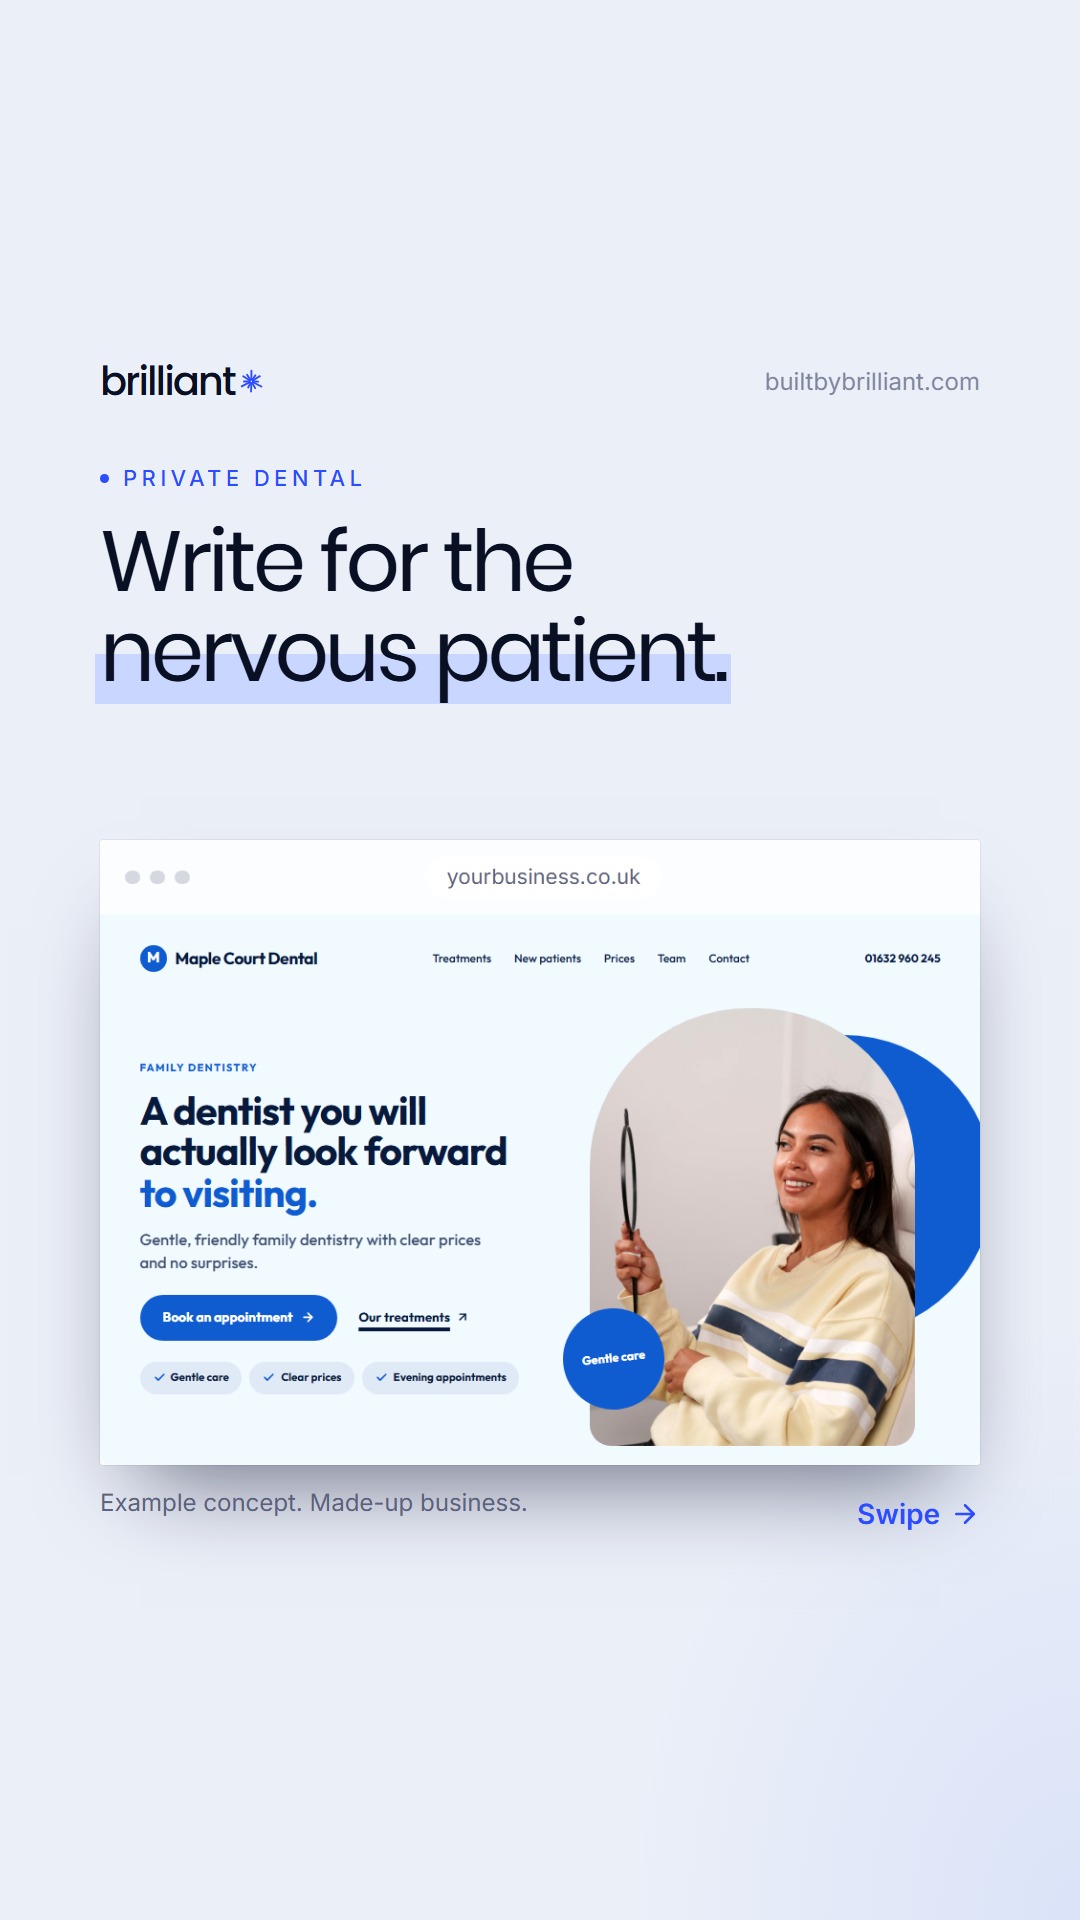 brilliant
builtbybrilliant.com
PRIVATE DENTAL
Write for the
nervous patient.
yourbusiness.co.uk
M Maple Court Dental
Treatments New patients Prices Team Contact
01632 960 245
FAMILY DENTISTRY
A dentist you will
actually look forward
to visiting.
Gentle, friendly family dentistry with clear prices
and no surprises.
Book an appointment → Our treatments ↗
✓ Gentle care ✓ Clear prices ✓ Evening appointments
Gentle care
Example concept. Made-up business.
Swipe →